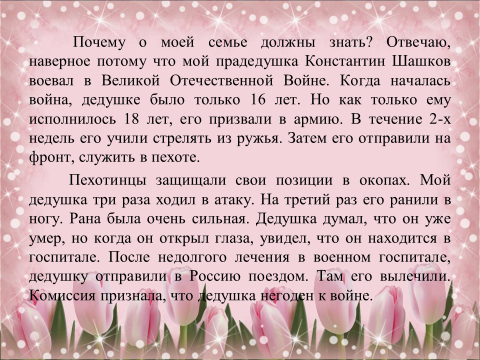 Почему о моей семье должны знать? Отвечаю,
наверное потому что мой прадедушка Константин Шашков
воевал в Великой Отечественной Войне. Когда началась
война, дедушке было только 16 лет. Но как только ему
исполнилось 18 лет, его призвали в армию. В течение 2-х
недель его учили стрелять из ружья. Затем его отправили на
фронт, служить в пехоте.
Пехотинцы защищали свои позиции в окопах. Мой
дедушка три раза ходил в атаку. На третий раз его ранили в
ногу. Рана была очень сильная. Дедушка думал, что он уже
умер, но когда он открыл глаза, увидел, что он находится в
госпитале. После недолгого лечения в военном госпитале,
дедушку отправили в Россию поездом. Там его вылечили.
Комиссия признала, что дедушка негоден к войне.